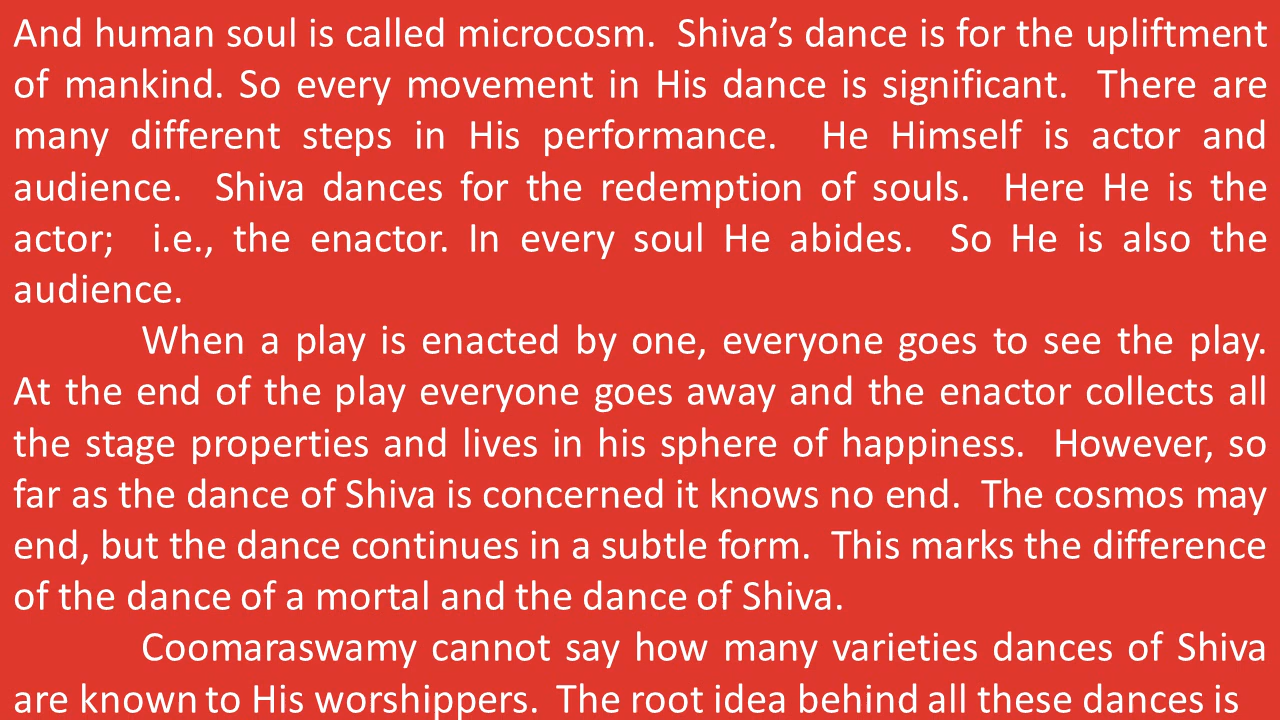 And human soul is called microcosm.  Shiva’s dance is for the upliftment
of mankind. So every movement in His dance is significant.  There are
many different steps in His performance.  He Himself is actor and
audience.  Shiva dances for the redemption of souls.  Here He is the
actor;  i.e., the enactor. In every soul He abides.  So He is also the
audience.
When a play is enacted by one, everyone goes to see the play.
At the end of the play everyone goes away and the enactor collects all
the stage properties and lives in his sphere of happiness.  However, so
far as the dance of Shiva is concerned it knows no end.  The cosmos may
end, but the dance continues in a subtle form.  This marks the difference
of the dance of a mortal and the dance of Shiva.
Coomaraswamy cannot say how many varieties dances of Shiva
are known to His worshippers.  The root idea behind all these dances is